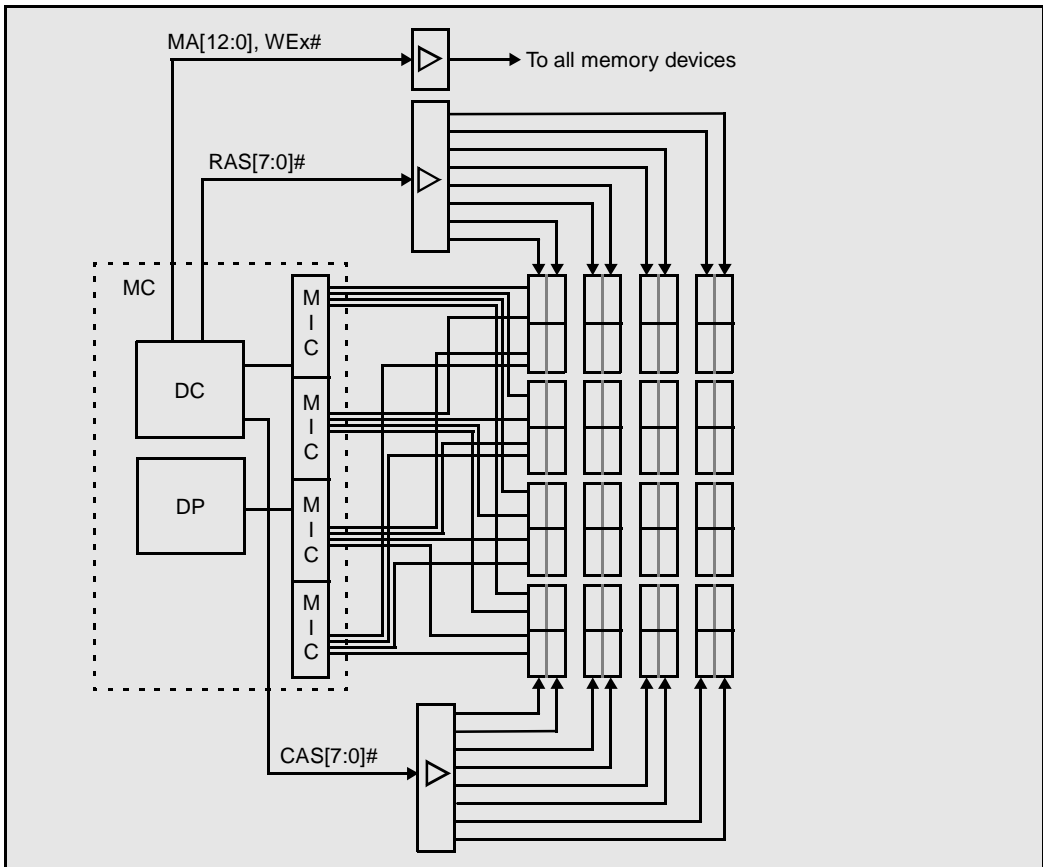 MA[12:0], WEx#
To all memory devices
RAS[7:0]#
MC
M
I
C
DC
M
I
C
DP
M
I
C
M
I
C
CAS[7:0]#